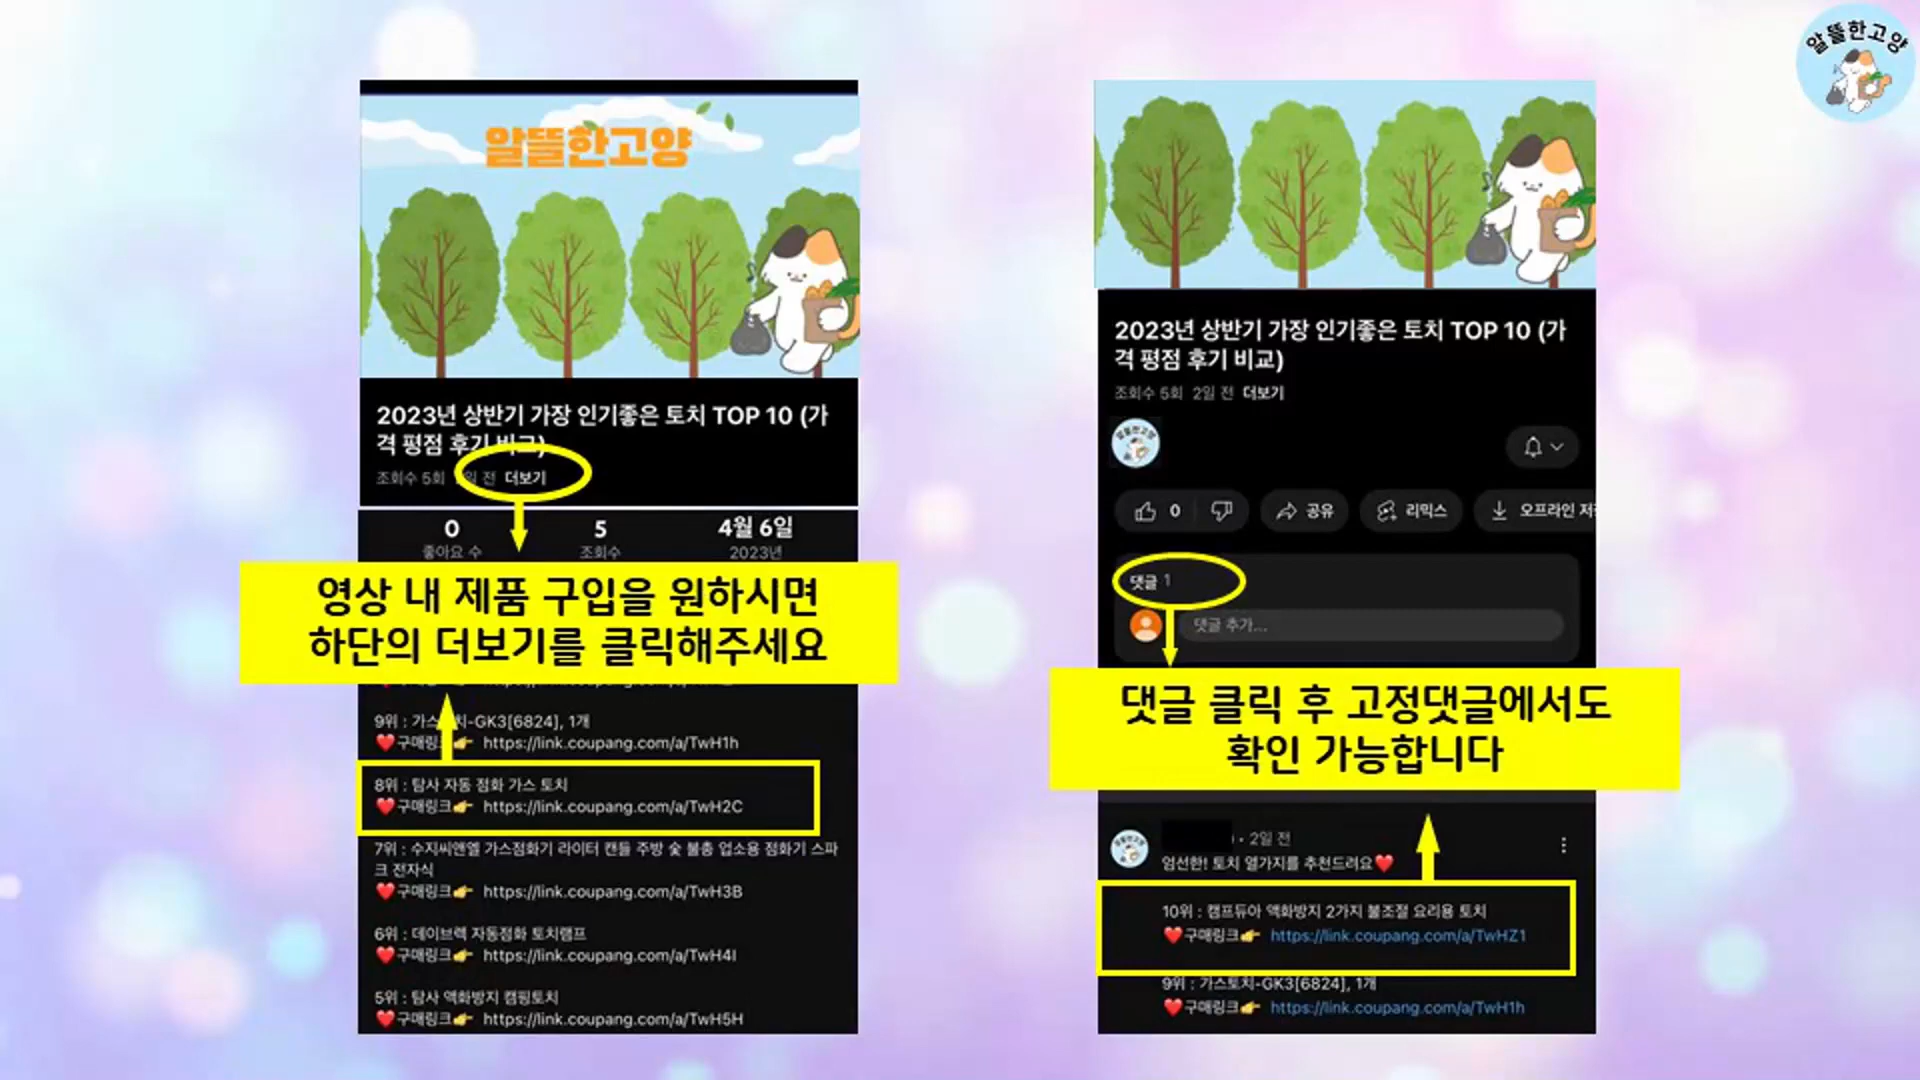 알뜰한고양
알뜰한고양
2023년 상반기 가장 인기좋은 토치 TOP 10 (가
격 평점 후기 비교)
조회수 5회 일 전 더보기
0 5 4월 6일
좋아요 수 조회수 2023년
영상 내 제품 구입을 원하시면
하단의 더보기를 클릭해주세요
9위 : 가스토치-GK3[6824], 1개
❤️구매링크👉 https://link.coupang.com/a/TwH1h
8위 : 탐사 자동 점화 가스 토치
❤️구매링크👉 https://link.coupang.com/a/TwH2C
7위 : 수지씨앤엘 가스점화기 라이터 캔들 주방 숯 불총 업소용 점화기 스파
크 전자식
❤️구매링크👉 https://link.coupang.com/a/TwH3B
6위 : 데이브렉 자동점화 토치램프
❤️구매링크👉 https://link.coupang.com/a/TwH4I
5위 : 탐사 액화방지 캠핑토치
❤️구매링크👉 https://link.coupang.com/a/TwH5H
2023년 상반기 가장 인기좋은 토치 TOP 10 (가
격 평점 후기 비교)
조회수 5회 2일 전 더보기
알뜰한고양
0 공유 리믹스 오프라인 저
댓글 1
댓글 추가...
댓글 클릭 후 고정댓글에서도
확인 가능합니다
알뜰한고양
• 2일 전
엄선한! 토치 열가지를 추천드려요❤️
10위 : 캠프듀아 액화방지 2가지 불조절 요리용 토치
❤️구매링크👉 https://link.coupang.com/a/TwHZ1
9위 : 가스토치-GK3[6824], 1개
❤️구매링크👉 https://link.coupang.com/a/TwH1h